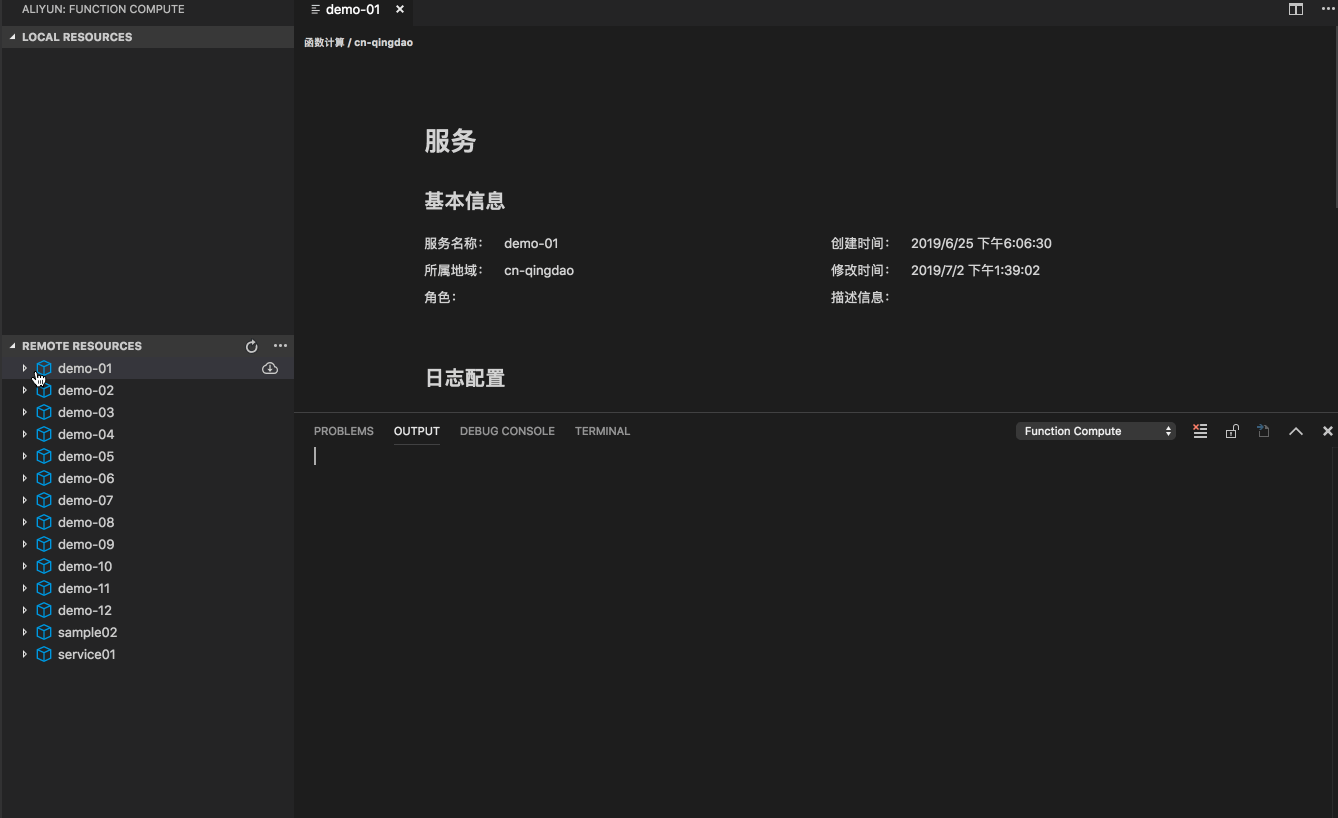 ALIYUN: FUNCTION COMPUTE
LOCAL RESOURCES
REMOTE RESOURCES
demo-01
demo-02
demo-03
demo-04
demo-05
demo-06
demo-07
demo-08
demo-09
demo-10
demo-11
demo-12
sample02
service01
demo-01
函数计算 / cn-qingdao
服务
基本信息
服务名称： demo-01 创建时间： 2019/6/25 下午6:06:30
所属地域： cn-qingdao 修改时间： 2019/7/2 下午1:39:02
角色： 描述信息：
日志配置
PROBLEMS OUTPUT DEBUG CONSOLE TERMINAL Function Compute